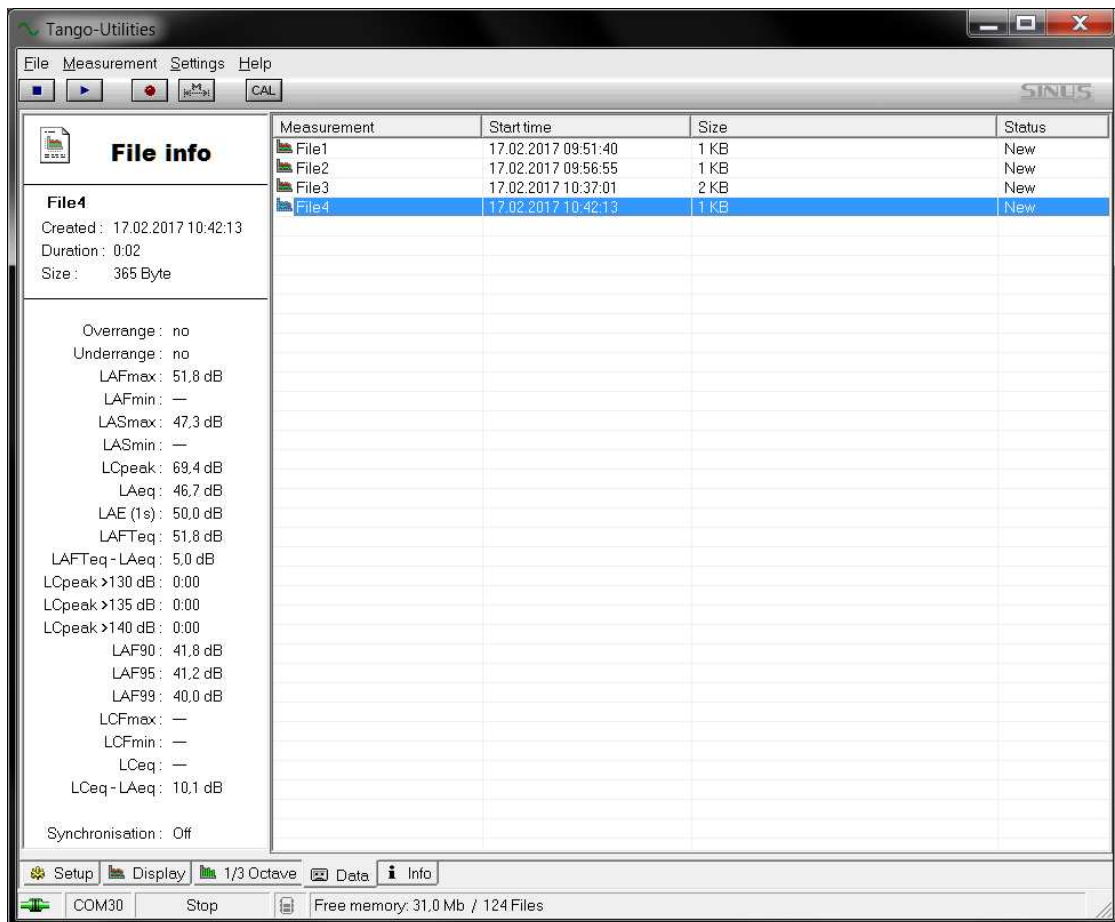 Tango-Utilities
File Measurement Settings Help
CAL
SINUS
File info
File4
Created : 17.02.2017 10:42:13
Duration : 0:02
Size : 365 Byte
Overrange : no
Underrange : no
LAFmax : 51,8 dB
LAFmin : —
LASmax : 47,3 dB
LASmin : —
LCpeak : 69,4 dB
LAeq : 46,7 dB
LAE (1s) : 50,0 dB
LAFTeq : 51,8 dB
LAFTeq - LAeq : 5,0 dB
LCpeak >130 dB : 0:00
LCpeak >135 dB : 0:00
LCpeak >140 dB : 0:00
LAF90 : 41,8 dB
LAF95 : 41,2 dB
LAF99 : 40,0 dB
LCFmax : —
LCFmin : —
LCeq : —
LCeq - LAeq : 10,1 dB
Synchronisation : Off
Measurement Start time Size Status
File1 17.02.2017 09:51:40 1 KB New
File2 17.02.2017 09:56:55 1 KB New
File3 17.02.2017 10:37:01 2 KB New
File4 17.02.2017 10:42:13 1 KB New
Setup Display 1/3 Octave Data Info
COM30 Stop Free memory: 31,0 Mb / 124 Files